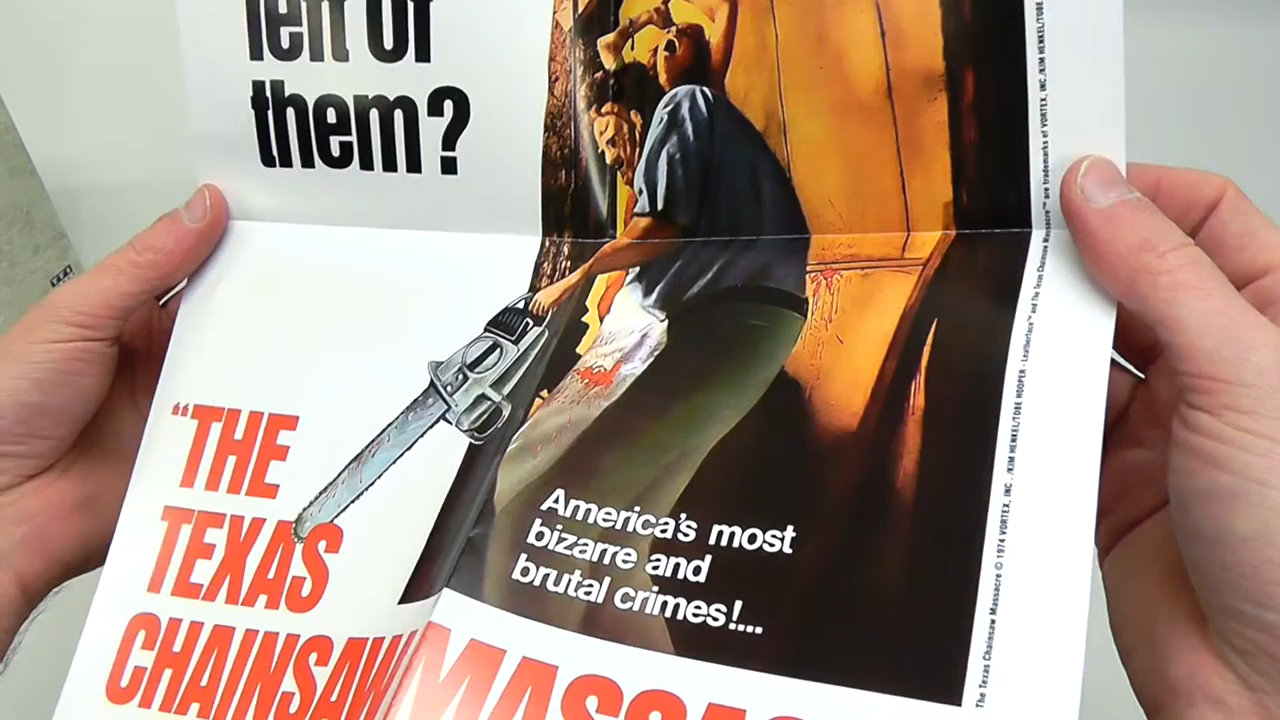 left of
them?
"THE
TEXAS
CHAINSAW MASSAC
America's most
bizarre and
brutal crimes!...
The Texas Chainsaw Massacre © 1974 VORTEX, INC. /KIM HENKEL/TOBE HOOPER - Leatherface™ and The Texas Chainsaw Massacre™ are trademarks of VORTEX, INC. /KIM HENKEL/TOBE